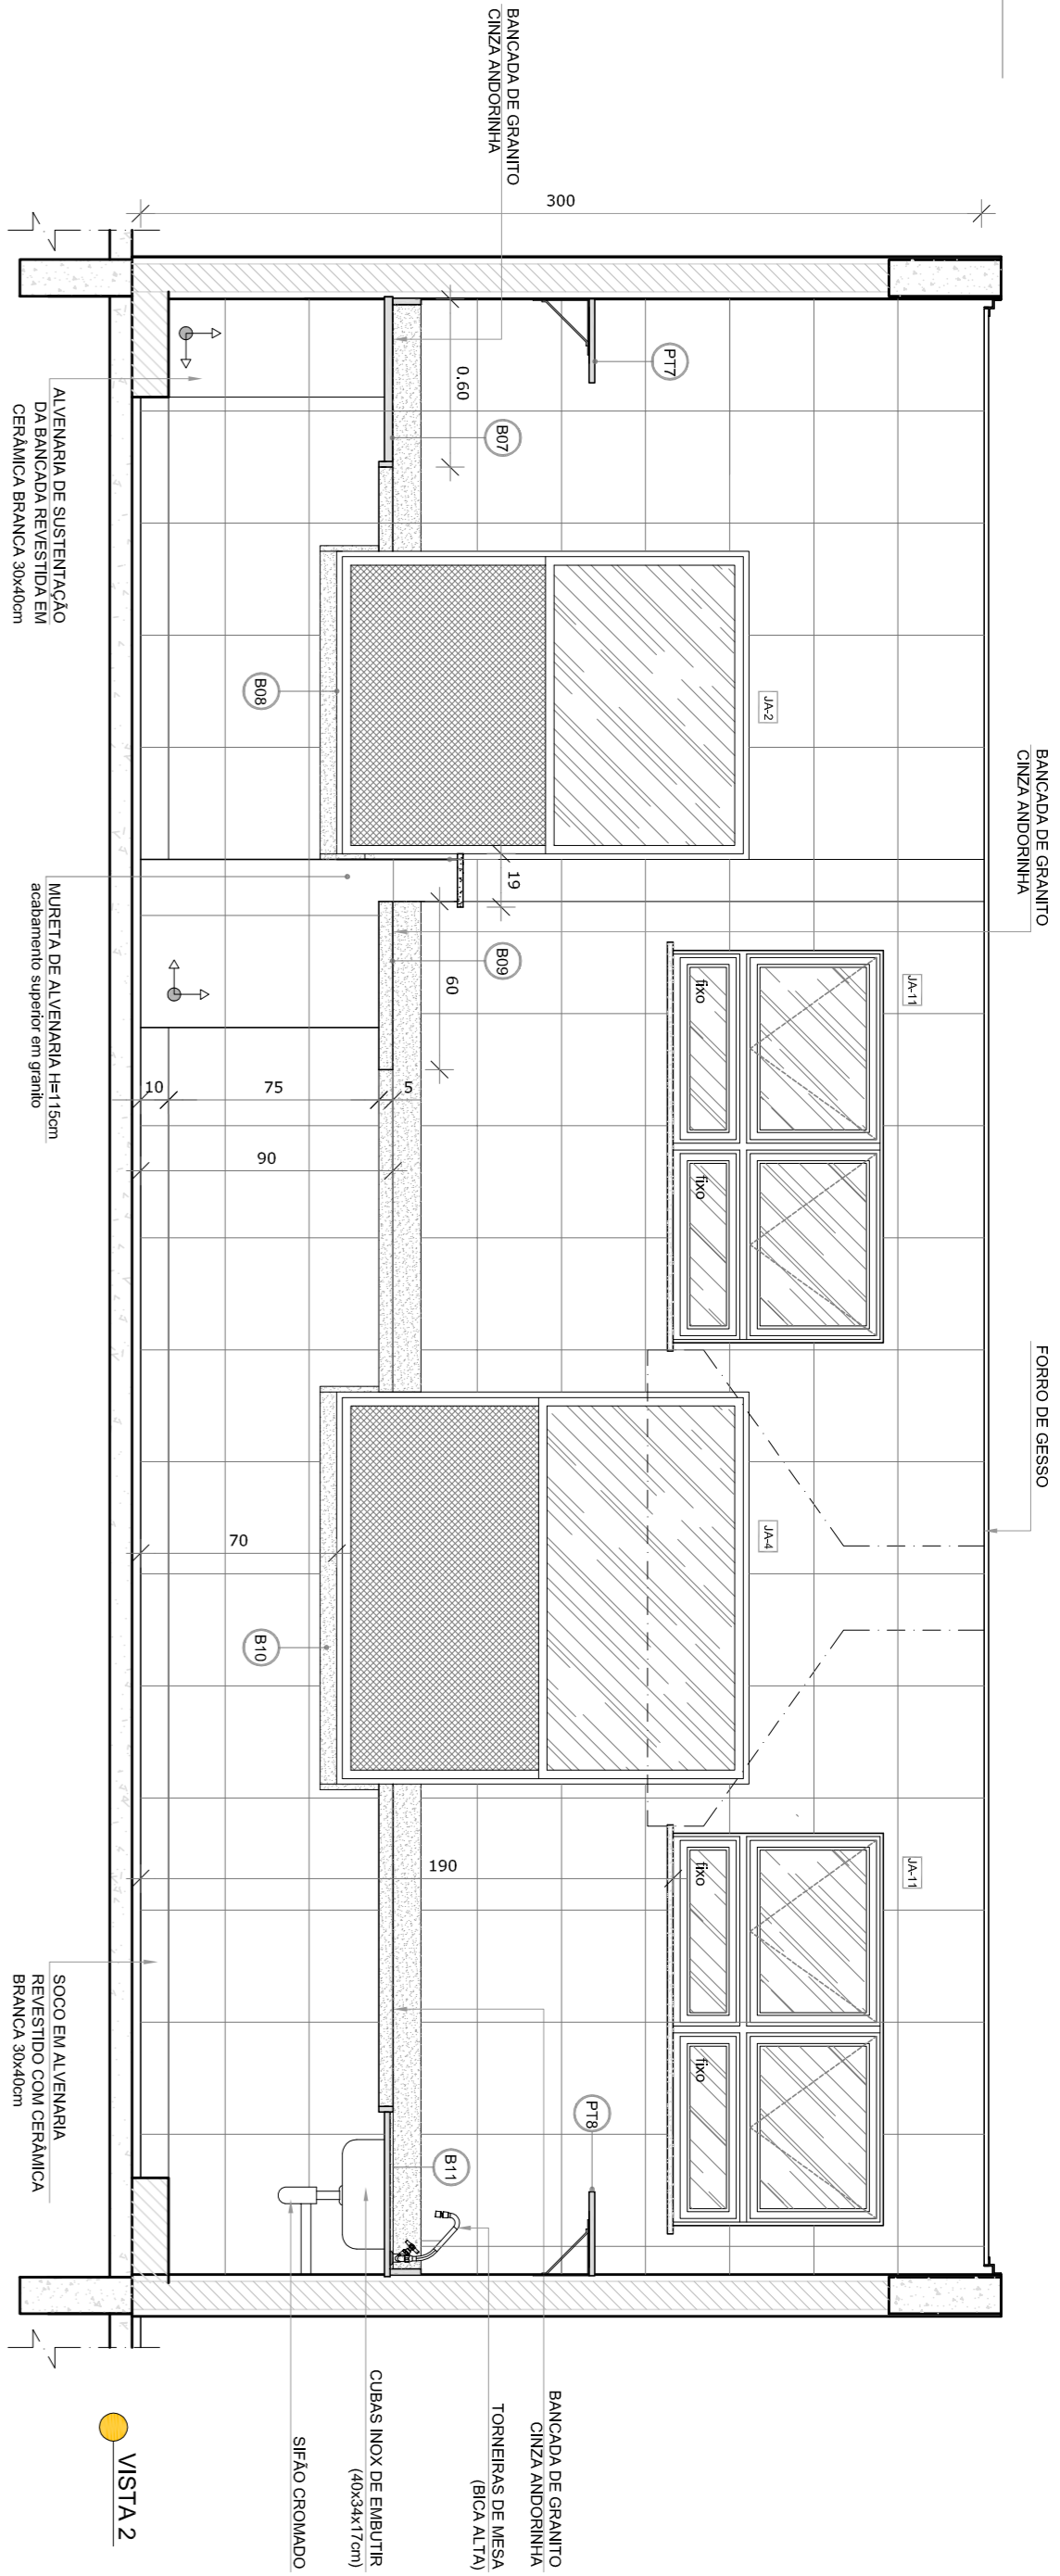 BANCADA DE GRANITO
CINZA ANDORINHA
BANCADA DE GRANITO
CINZA ANDORINHA
FORRO DE GESSO
300
PT7
0.60
B07
JA-2
B08
19
B09
60
JA-11
fixo
fixo
10
75
5
90
JA-4
70
B10
JA-11
fixo
fixo
190
PT8
B11
BANCADA DE GRANITO
CINZA ANDORINHA
TORNEIRAS DE MESA
(BICA ALTA)
CUBAS INOX DE EMBUTIR
(40x34x17cm)
SIFÃO CROMADO
ALVENARIA DE SUSTENTAÇÃO
DA BANCADA REVESTIDA EM
CERÂMICA BRANCA 30x40cm
MURETA DE ALVENARIA H=115cm
acabamento superior em granito
SOCO EM ALVENARIA
REVESTIDO COM CERÂMICA
BRANCA 30x40cm
VISTA 2